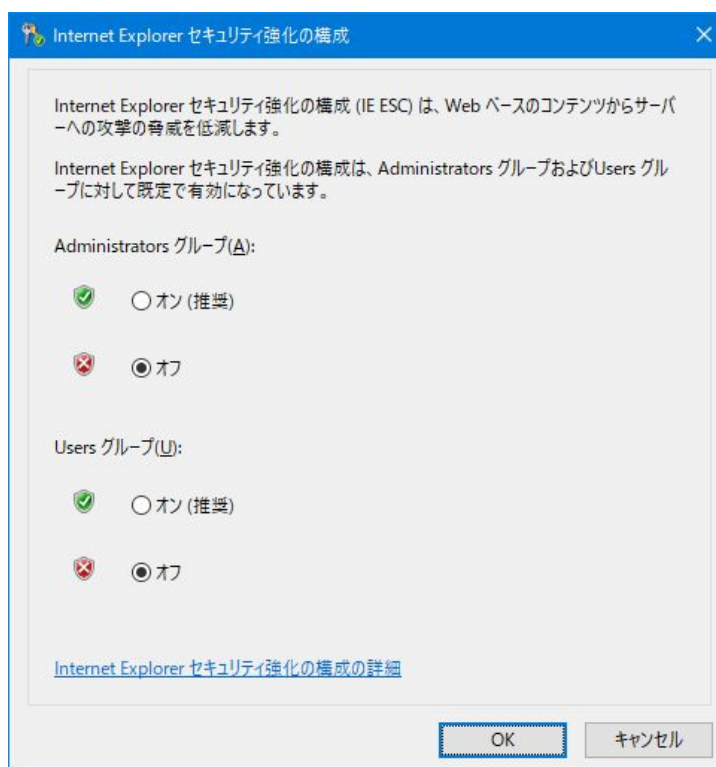 Internet Explorer セキュリティ強化の構成
Internet Explorer セキュリティ強化の構成 (IE ESC) は、Web ベースのコンテンツからサーバ
ーへの攻撃の脅威を低減します。
Internet Explorer セキュリティ強化の構成は、Administrators グループおよびUsers グル
ープに対して既定で有効になっています。
Administrators グループ(A):
オン (推奨)
オフ
Users グループ(U):
オン (推奨)
オフ
Internet Explorer セキュリティ強化の構成の詳細
OK キャンセル